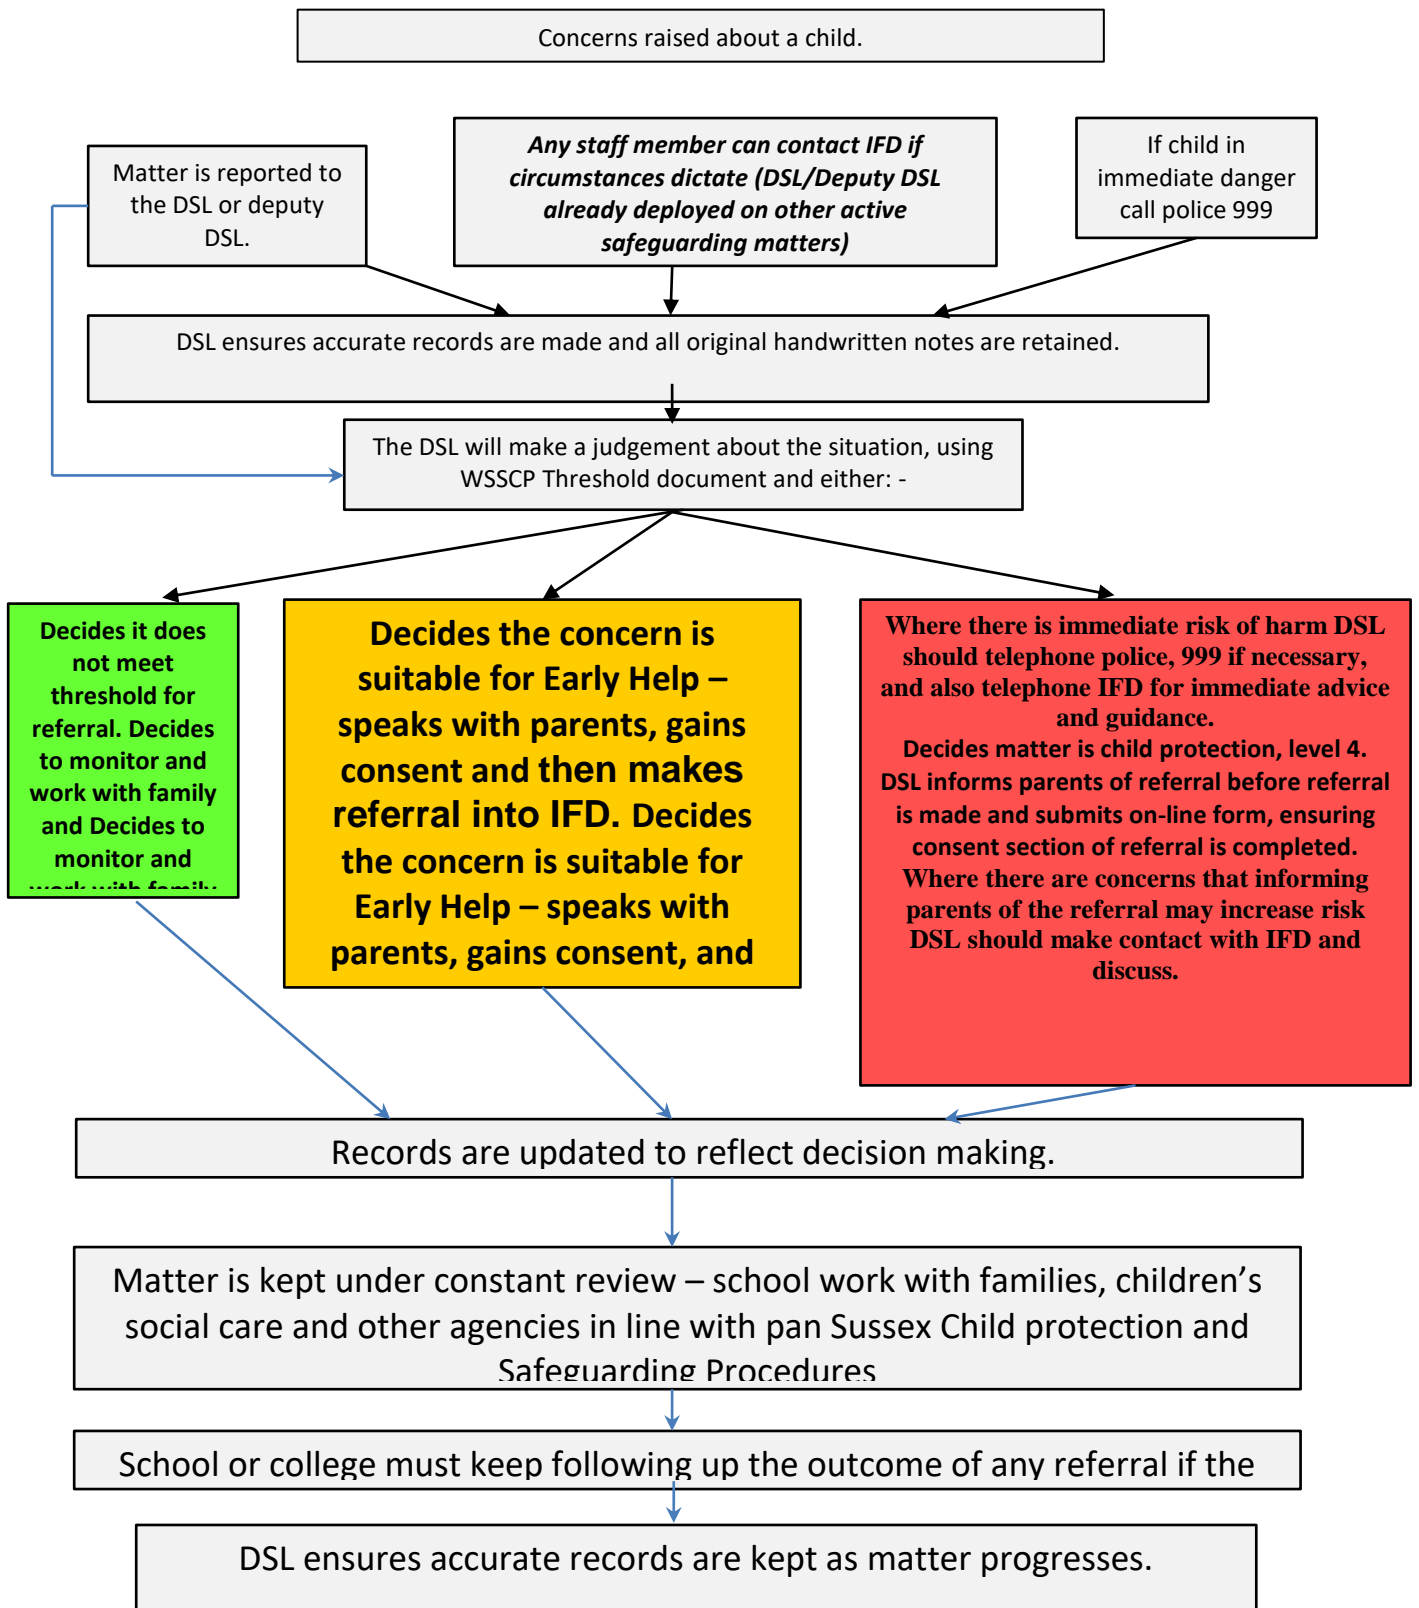 Concerns raised about a child.
Matter is reported to
the DSL or deputy
DSL.
Any staff member can contact IFD if
circumstances dictate (DSL/Deputy DSL
already deployed on other active
safeguarding matters)
If child in
immediate danger
call police 999
DSL ensures accurate records are made and all original handwritten notes are retained.
The DSL will make a judgement about the situation, using
WSSCP Threshold document and either: -
Decides it does
not meet
threshold for
referral. Decides
to monitor and
work with family
and Decides to
monitor and
work with family
Decides the concern is
suitable for Early Help –
speaks with parents, gains
consent and then makes
referral into IFD. Decides
the concern is suitable for
Early Help – speaks with
parents, gains consent, and
Where there is immediate risk of harm DSL
should telephone police, 999 if necessary,
and also telephone IFD for immediate advice
and guidance.
Decides matter is child protection, level 4.
DSL informs parents of referral before referral
is made and submits on-line form, ensuring
consent section of referral is completed.
Where there are concerns that informing
parents of the referral may increase risk
DSL should make contact with IFD and
discuss.
Records are updated to reflect decision making.
Matter is kept under constant review – school work with families, children’s
social care and other agencies in line with pan Sussex Child protection and
Safeguarding Procedures
School or college must keep following up the outcome of any referral if the
DSL ensures accurate records are kept as matter progresses.